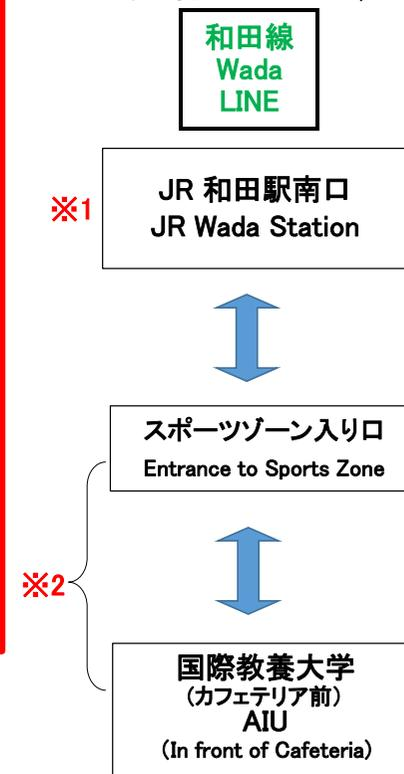 和田線
Wada
LINE
※1
JR 和田駅南口
JR Wada Station
スポーツゾーン入り口
Entrance to Sports Zone
※2
国際教養大学
(カフェテリア前)
AIU
(In front of Cafeteria)